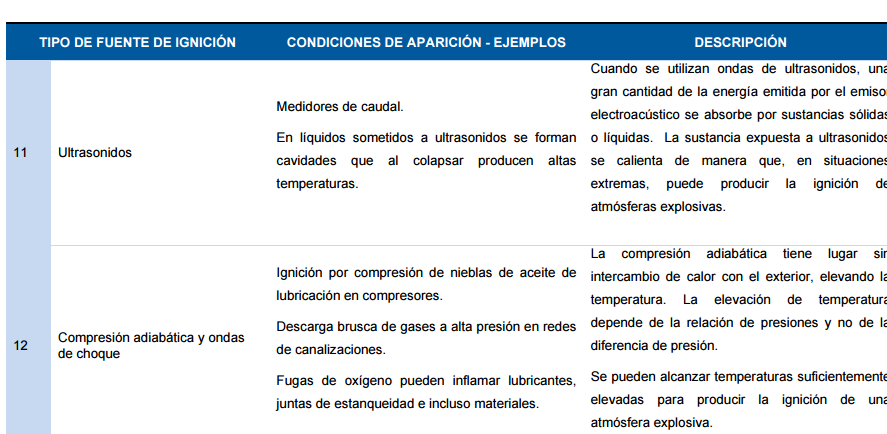 TIPO DE FUENTE DE IGNICIÓN CONDICIONES DE APARICIÓN - EJEMPLOS DESCRIPCIÓN
11
Ultrasonidos
Medidores de caudal.
En líquidos sometidos a ultrasonidos se forman
cavidades que al colapsar producen altas
temperaturas.
Cuando se utilizan ondas de ultrasonidos, una
gran cantidad de la energía emitida por el emisor
electroacústico se absorbe por sustancias sólidas
o líquidas. La sustancia expuesta a ultrasonidos
se calienta de manera que, en situaciones
extremas, puede producir la ignición de
atmósferas explosivas.
12
Compresión adiabática y ondas
de choque
Ignición por compresión de nieblas de aceite de
lubricación en compresores.
Descarga brusca de gases a alta presión en redes
de canalizaciones.
Fugas de oxígeno pueden inflamar lubricantes,
juntas de estanqueidad e incluso materiales.
La compresión adiabática tiene lugar sin
intercambio de calor con el exterior, elevando la
temperatura. La elevación de temperatura
depende de la relación de presiones y no de la
diferencia de presión.
Se pueden alcanzar temperaturas suficientemente
elevadas para producir la ignición de una
atmósfera explosiva.